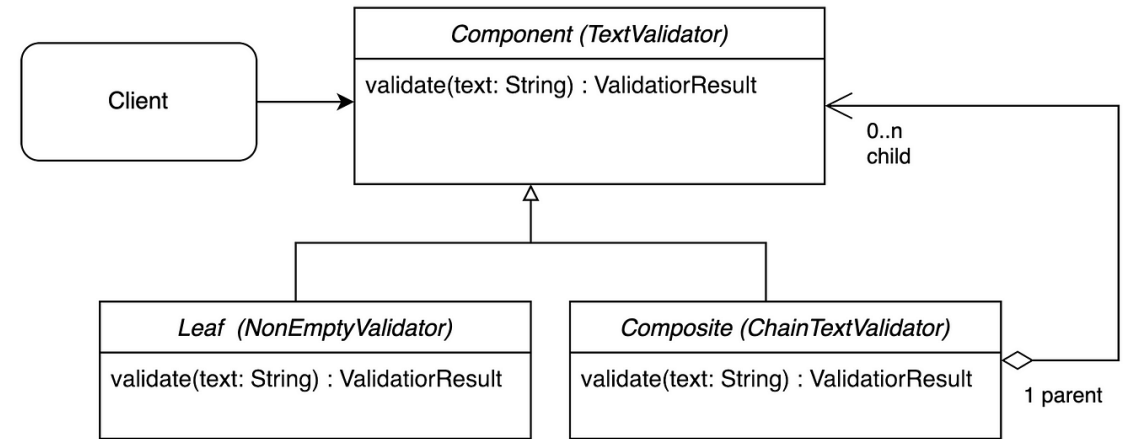 Component (TextValidator)
validate(text: String) : ValidatiorResult
Client
0..n
child
Leaf (NonEmptyValidator)
validate(text: String) : ValidatiorResult
Composite (ChainTextValidator)
validate(text: String) : ValidatiorResult
1 parent